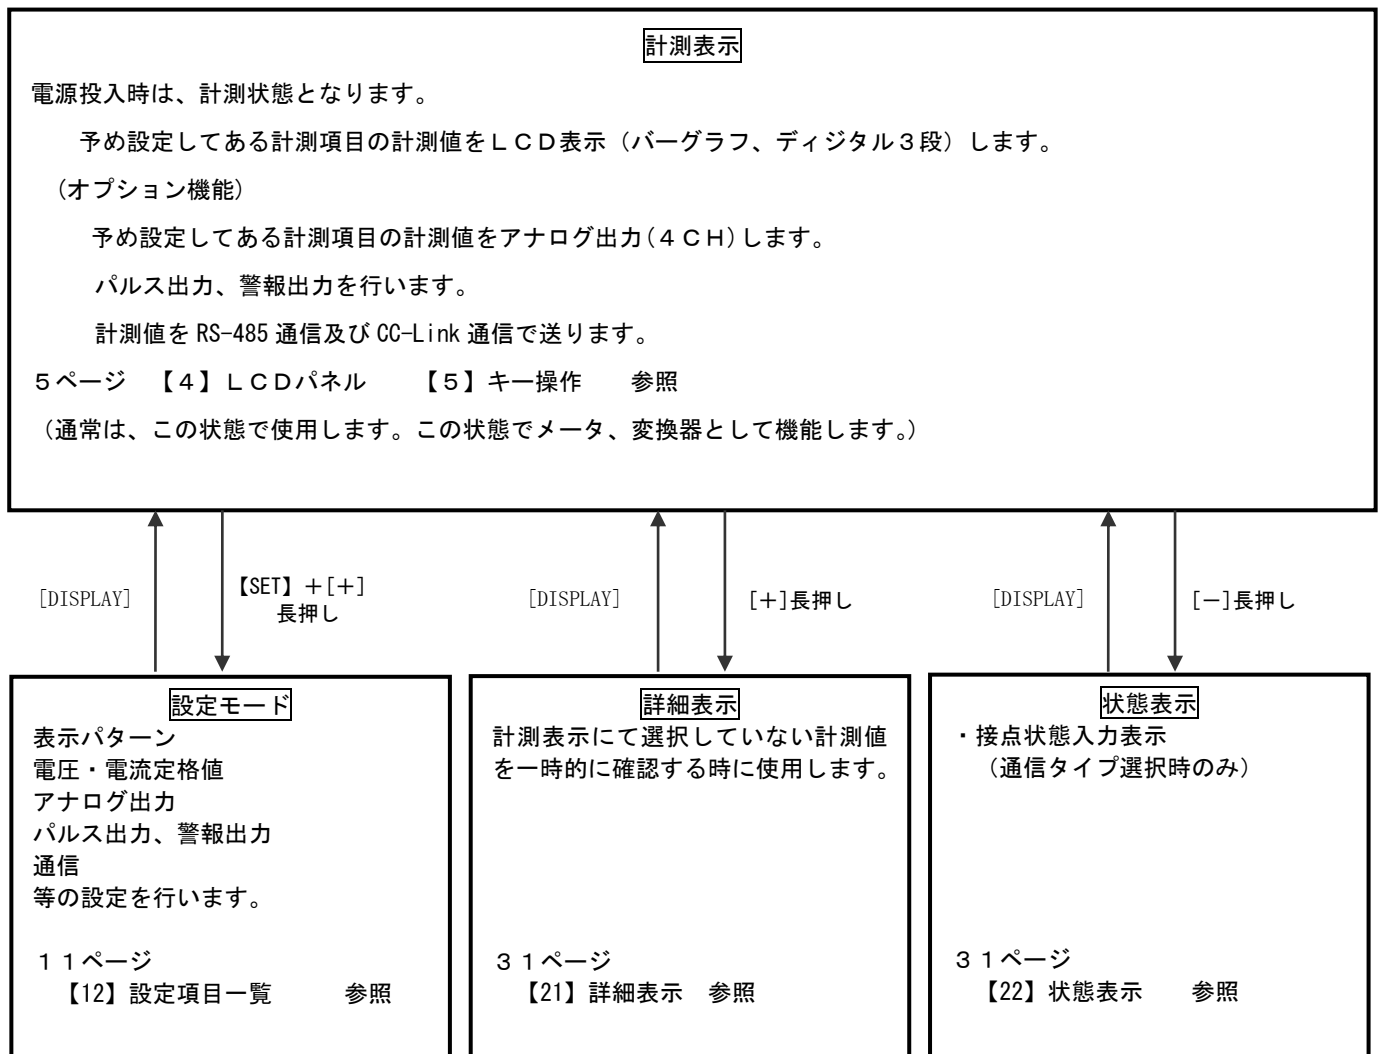 計測表示
電源投入時は、計測状態となります。
予め設定してある計測項目の計測値をＬＣＤ表示（バーグラフ、ディジタル３段）します。
(オプション機能)
予め設定してある計測項目の計測値をアナログ出力(４ＣＨ)します。
パルス出力、警報出力を行います。
計測値を RS-485 通信及び CC-Link 通信で送ります。
５ページ　【４】ＬＣＤパネル　　【５】キー操作　　参照
（通常は、この状態で使用します。この状態でメータ、変換器として機能します。）
[DISPLAY]
【SET】＋[＋]
長押し
[DISPLAY]
[＋]長押し
[DISPLAY]
[－]長押し
設定モード
表示パターン
電圧・電流定格値
アナログ出力
パルス出力、警報出力
通信
等の設定を行います。
１１ページ
【12】設定項目一覧　　　参照
詳細表示
計測表示にて選択していない計測値
を一時的に確認する時に使用します。
３１ページ
【21】詳細表示　参照
状態表示
・接点状態入力表示
（通信タイプ選択時のみ）
３１ページ
【22】状態表示　　参照